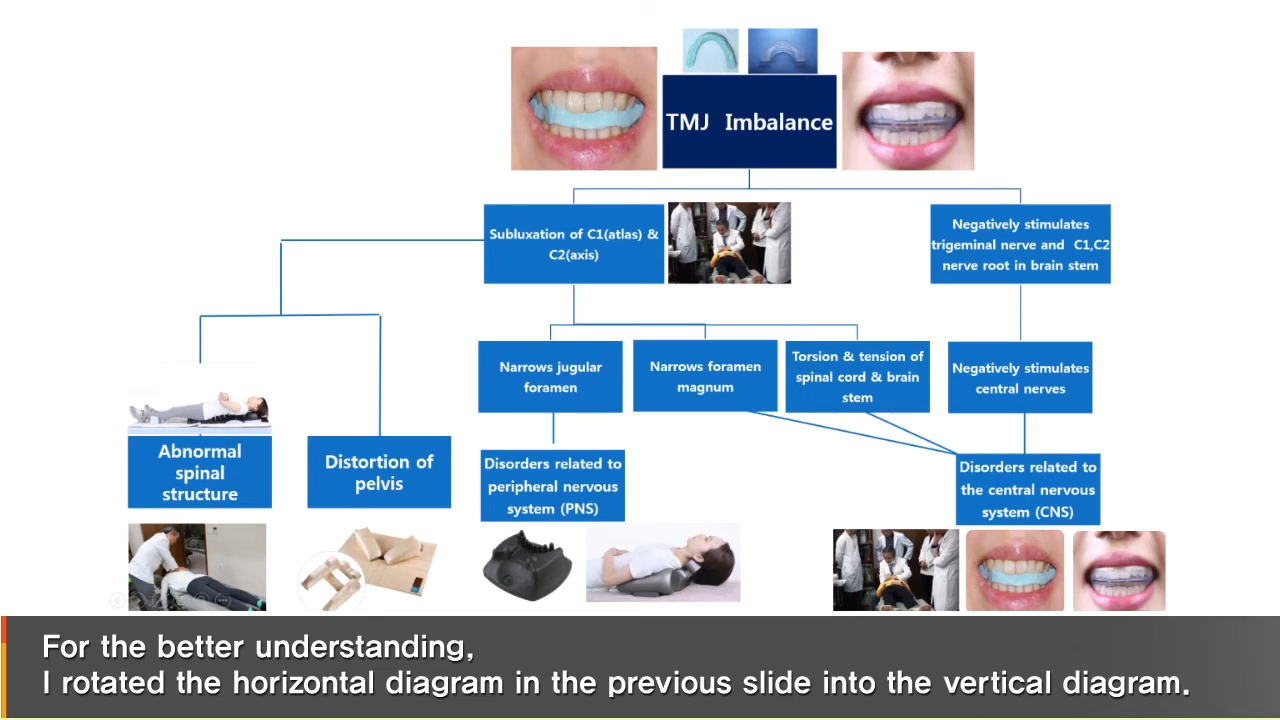 TMJ Imbalance
Subluxation of C1(atlas) &
C2(axis)
Negatively stimulates
trigeminal nerve and C1,C2
nerve root in brain stem
Narrows jugular
foramen
Narrows foramen
magnum
Torsion & tension of
spinal cord & brain
stem
Negatively stimulates
central nerves
Abnormal
spinal
structure
Distortion of
pelvis
Disorders related to
peripheral nervous
system (PNS)
Disorders related to
the central nervous
system (CNS)
For the better understanding,
I rotated the horizontal diagram in the previous slide into the vertical diagram.